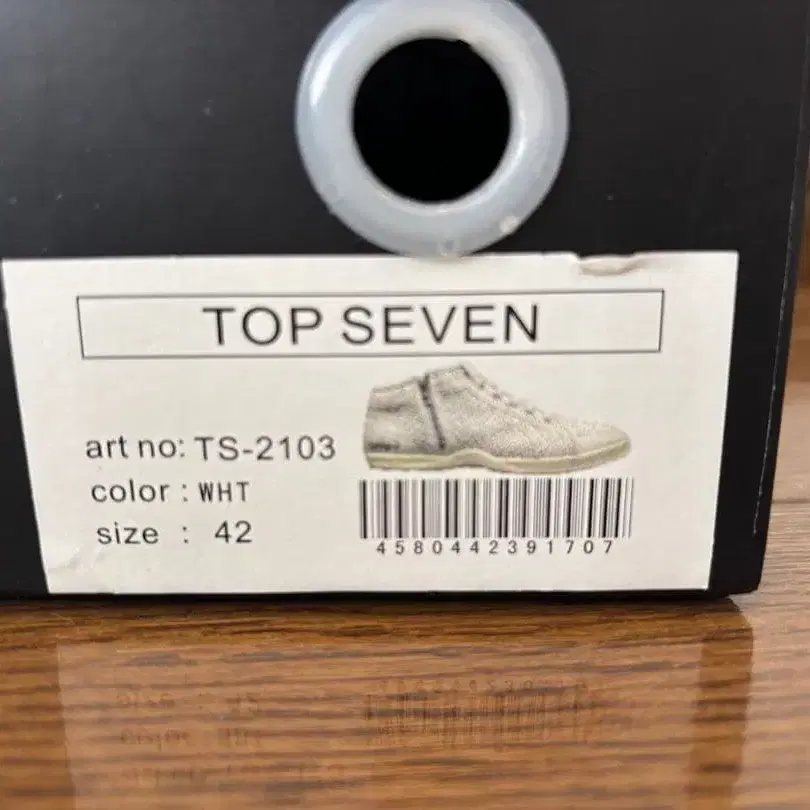 TOP SEVEN
art no: TS-2103
color : WHT
size : 42
4580442391707